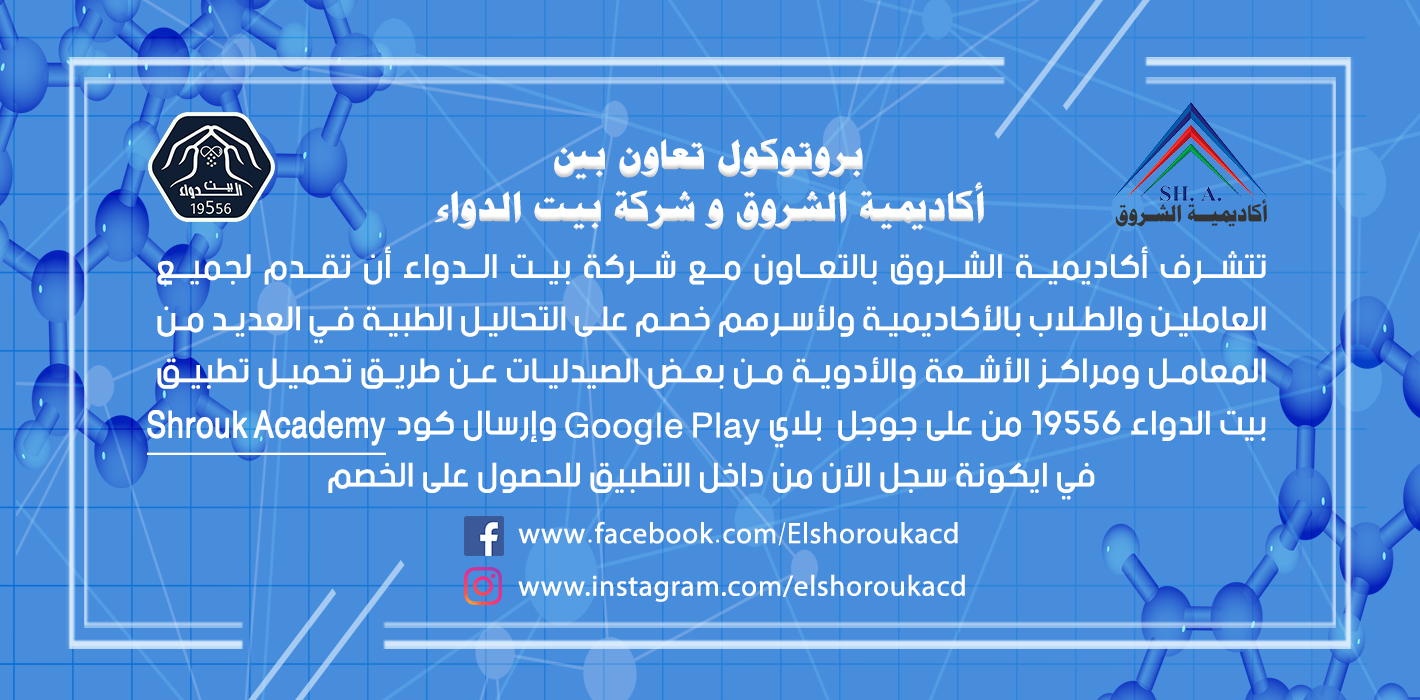 بيت
الدواء
19556
SH. A.
أكاديمية الشروق
بروتوكول تعاون بين
أكاديمية الشروق و شركة بيت الدواء
تتشرف أكاديمية الشروق بالتعاون مع شركة بيت الدواء أن تقدم لجميع
العاملين والطلاب بالأكاديمية ولأسرهم خصم على التحاليل الطبية في العديد من
المعامل ومراكز الأشعة والأدوية من بعض الصيدليات عن طريق تحميل تطبيق
بيت الدواء 19556 من على جوجل بلاي Google Play وإرسال كود Shrouk Academy
في ايكونة سجل الآن من داخل التطبيق للحصول على الخصم
www.facebook.com/Elshoroukacd
www.instagram.com/elshoroukacd